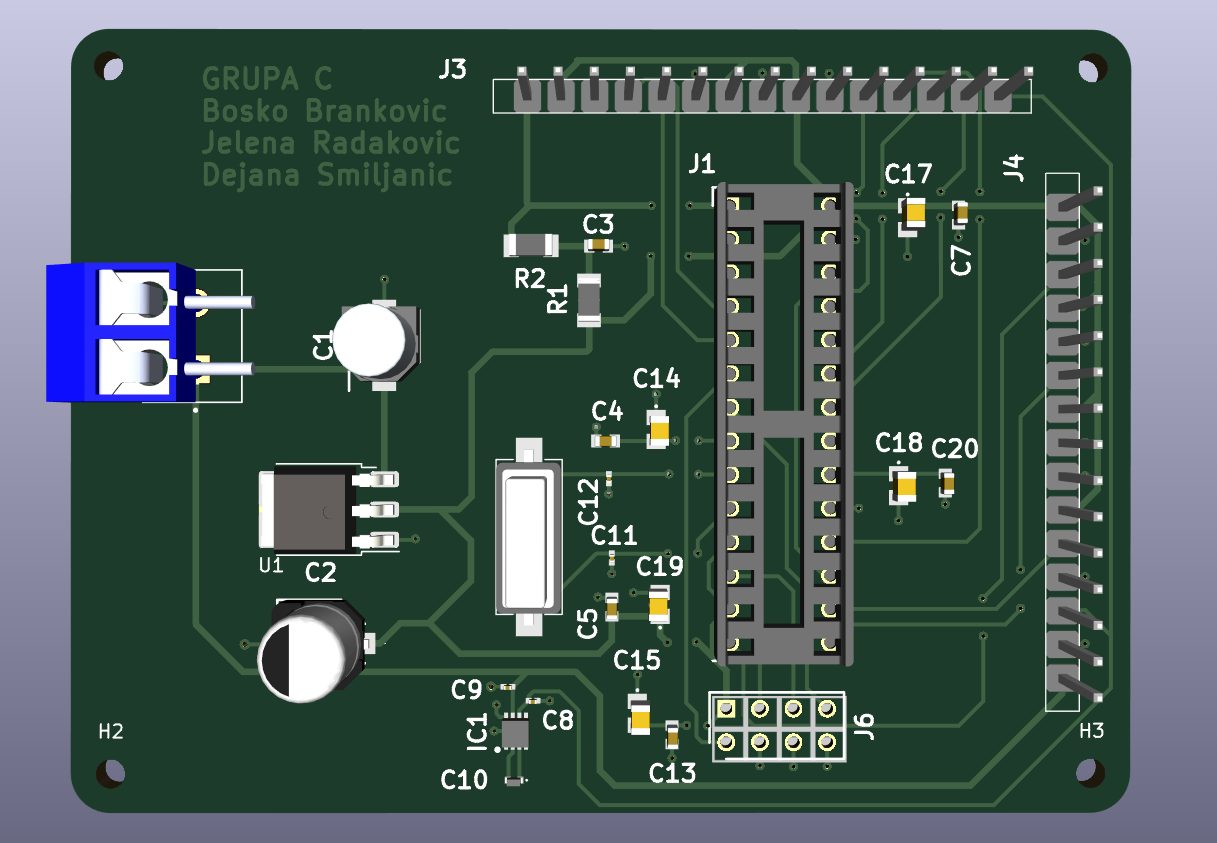 GRUPA C
Bosko Brankovic
Jelena Radakovic
Dejana Smiljanic
J3
J1
C17
J4
C3
C7
R2
R1
C1
C14
C4
C18
C20
C12
C11
U1
C2
C19
C5
C15
C9
C8
IC1
J6
H2
H3
C10
C13